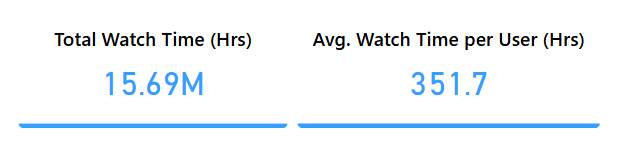 Total Watch Time (Hrs)
15.69M
Avg. Watch Time per User (Hrs)
351.7